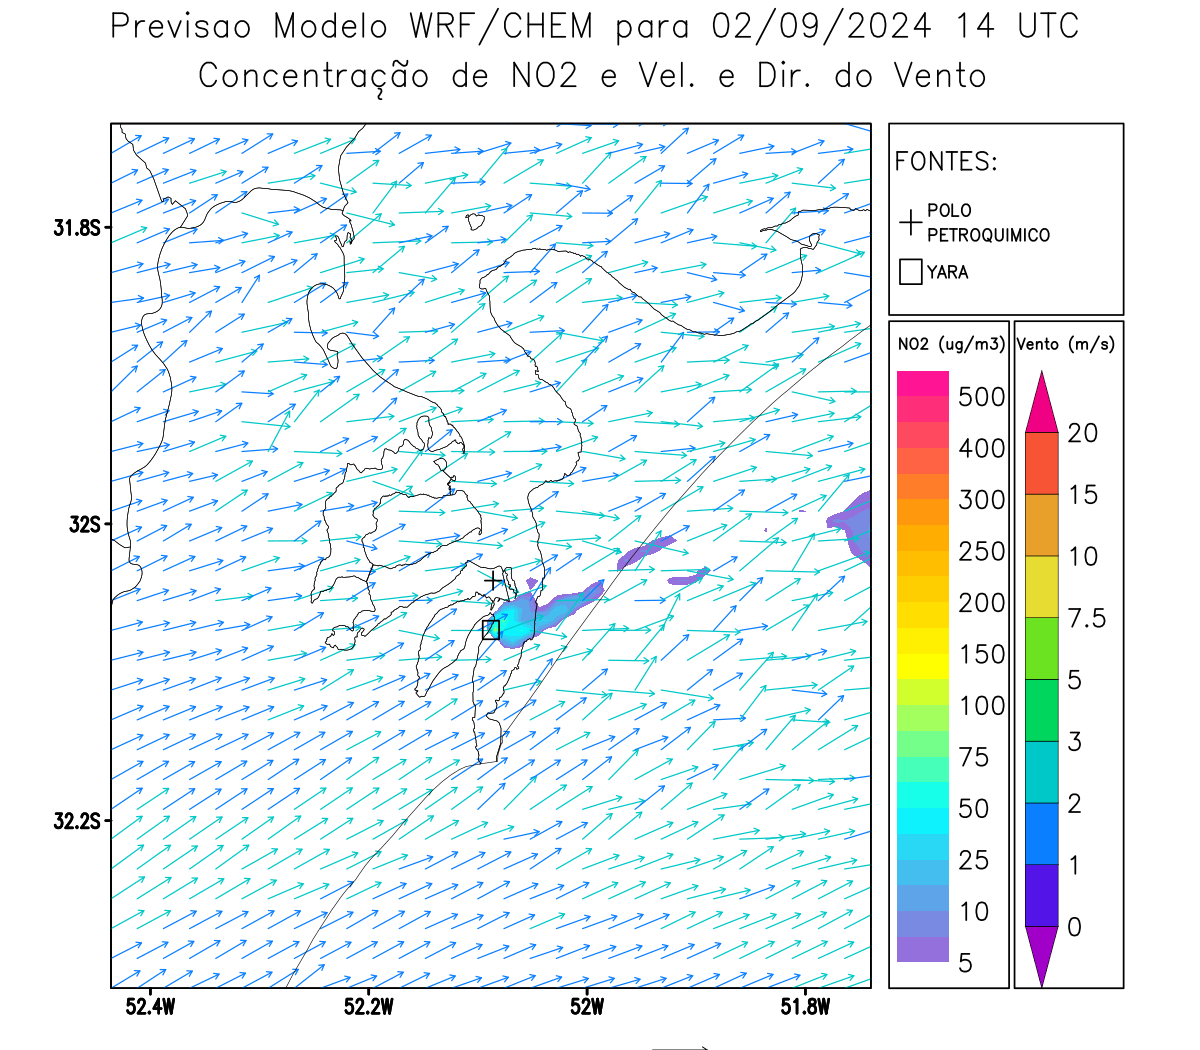 Previsao Modelo WRF/CHEM para 02/09/2024 14 UTC
Concentração de NO2 e Vel. e Dir. do Vento
FONTES:
POLO
PETROQUIMICO
YARA
31.8S
32S
32.2S
52.4W
52.2W
52W
51.8W
NO2 (ug/m3)
500
400
300
250
200
150
100
75
50
25
10
5
Vento (m/s)
20
15
10
7.5
5
3
2
1
0